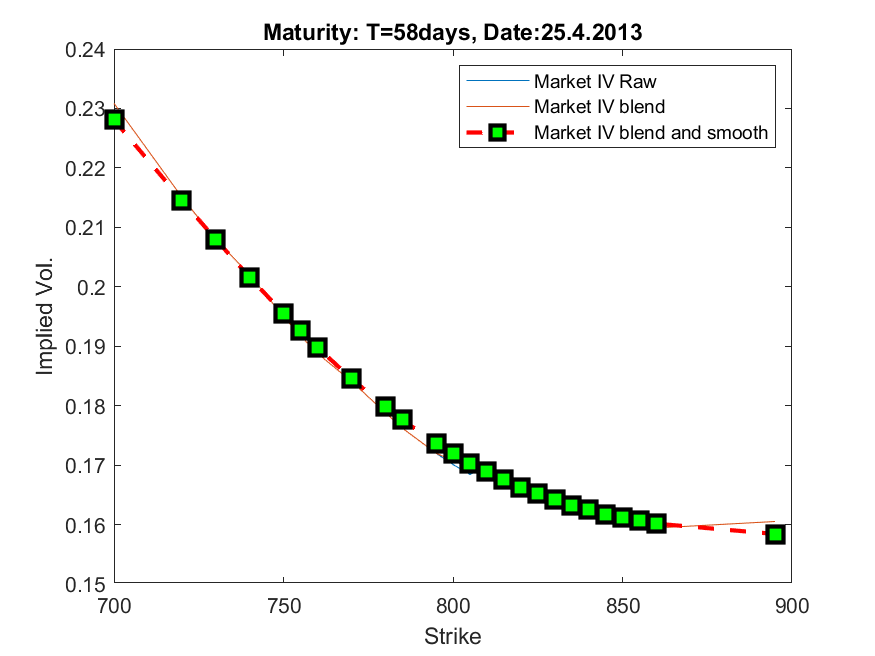 Maturity: T=58days, Date:25.4.2013
0.24
0.23
0.22
0.21
0.2
0.19
0.18
0.17
0.16
0.15
Implied Vol.
Market IV Raw
Market IV blend
Market IV blend and smooth
700
750
800
850
900
Strike